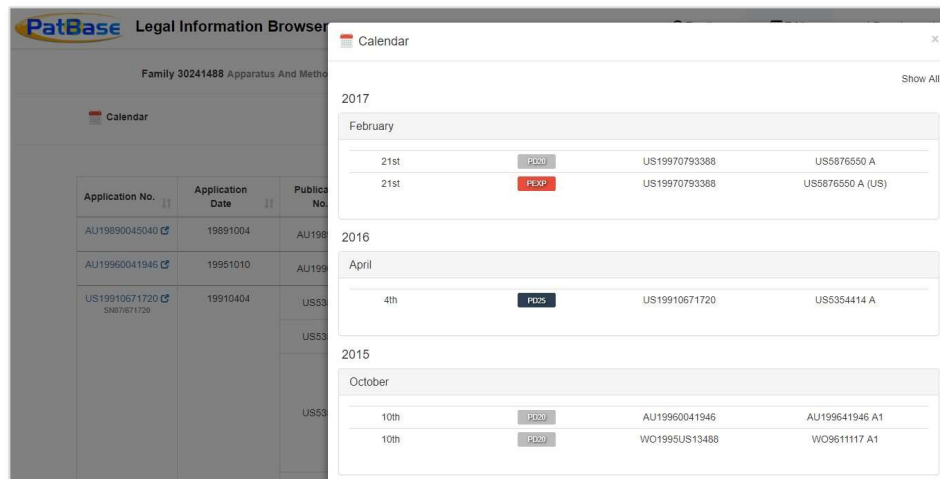 PatBase Legal Information Browser
Family 30241488 Apparatus And Metho
Calendar
Application No. Application Date Publica No.
AU19890045040 19891004 AU198
AU19960041946 19951010 AU1996
US19910671720 19910404 US53
SN07/671720
US53
US53
Calendar ×
Show All
2017
February
21st PD20 US19970793388 US5876550 A
21st PEXP US19970793388 US5876550 A (US)
2016
April
4th PD25 US19910671720 US5354414 A
2015
October
10th PD20 AU19960041946 AU199641946 A1
10th PD20 WO1995US13488 WO9611117 A1